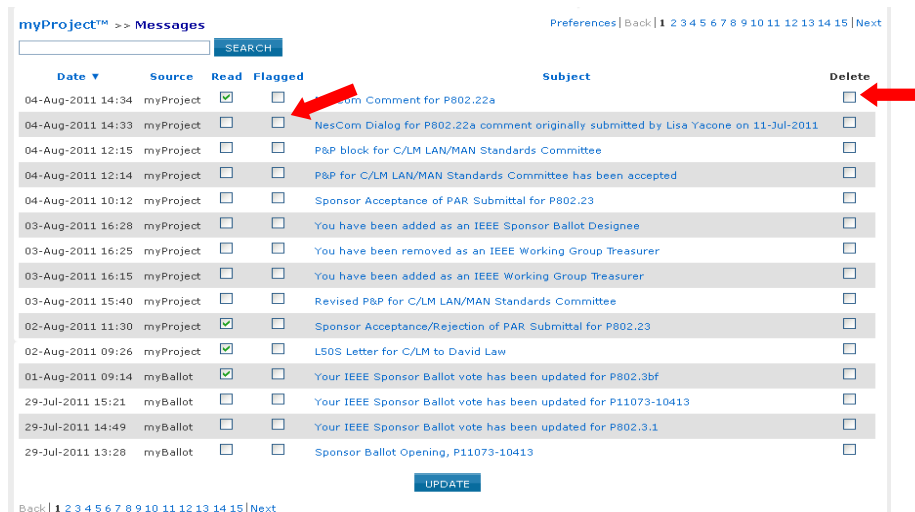 myProject™ >> Messages
Preferences | Back | 1 2 3 4 5 6 7 8 9 10 11 12 13 14 15 | Next
SEARCH
Date ▼ Source Read Flagged Subject Delete
04-Aug-2011 14:34 myProject Comment for P802.22a
04-Aug-2011 14:33 myProject NesCom Dialog for P802.22a comment originally submitted by Lisa Yacone on 11-Jul-2011
04-Aug-2011 12:15 myProject P&P block for C/LM LAN/MAN Standards Committee
04-Aug-2011 12:14 myProject P&P for C/LM LAN/MAN Standards Committee has been accepted
04-Aug-2011 10:12 myProject Sponsor Acceptance of PAR Submittal for P802.23
03-Aug-2011 16:28 myProject You have been added as an IEEE Sponsor Ballot Designee
03-Aug-2011 16:25 myProject You have been removed as an IEEE Working Group Treasurer
03-Aug-2011 16:15 myProject You have been added as an IEEE Working Group Treasurer
03-Aug-2011 15:40 myProject Revised P&P for C/LM LAN/MAN Standards Committee
02-Aug-2011 11:30 myProject Sponsor Acceptance/Rejection of PAR Submittal for P802.23
02-Aug-2011 09:26 myProject L50S Letter for C/LM to David Law
01-Aug-2011 09:14 myBallot Your IEEE Sponsor Ballot vote has been updated for P802.3bf
29-Jul-2011 15:21 myBallot Your IEEE Sponsor Ballot vote has been updated for P11073-10413
29-Jul-2011 14:49 myBallot Your IEEE Sponsor Ballot vote has been updated for P802.3.1
29-Jul-2011 13:28 myBallot Sponsor Ballot Opening, P11073-10413
UPDATE
Back | 1 2 3 4 5 6 7 8 9 10 11 12 13 14 15 | Next